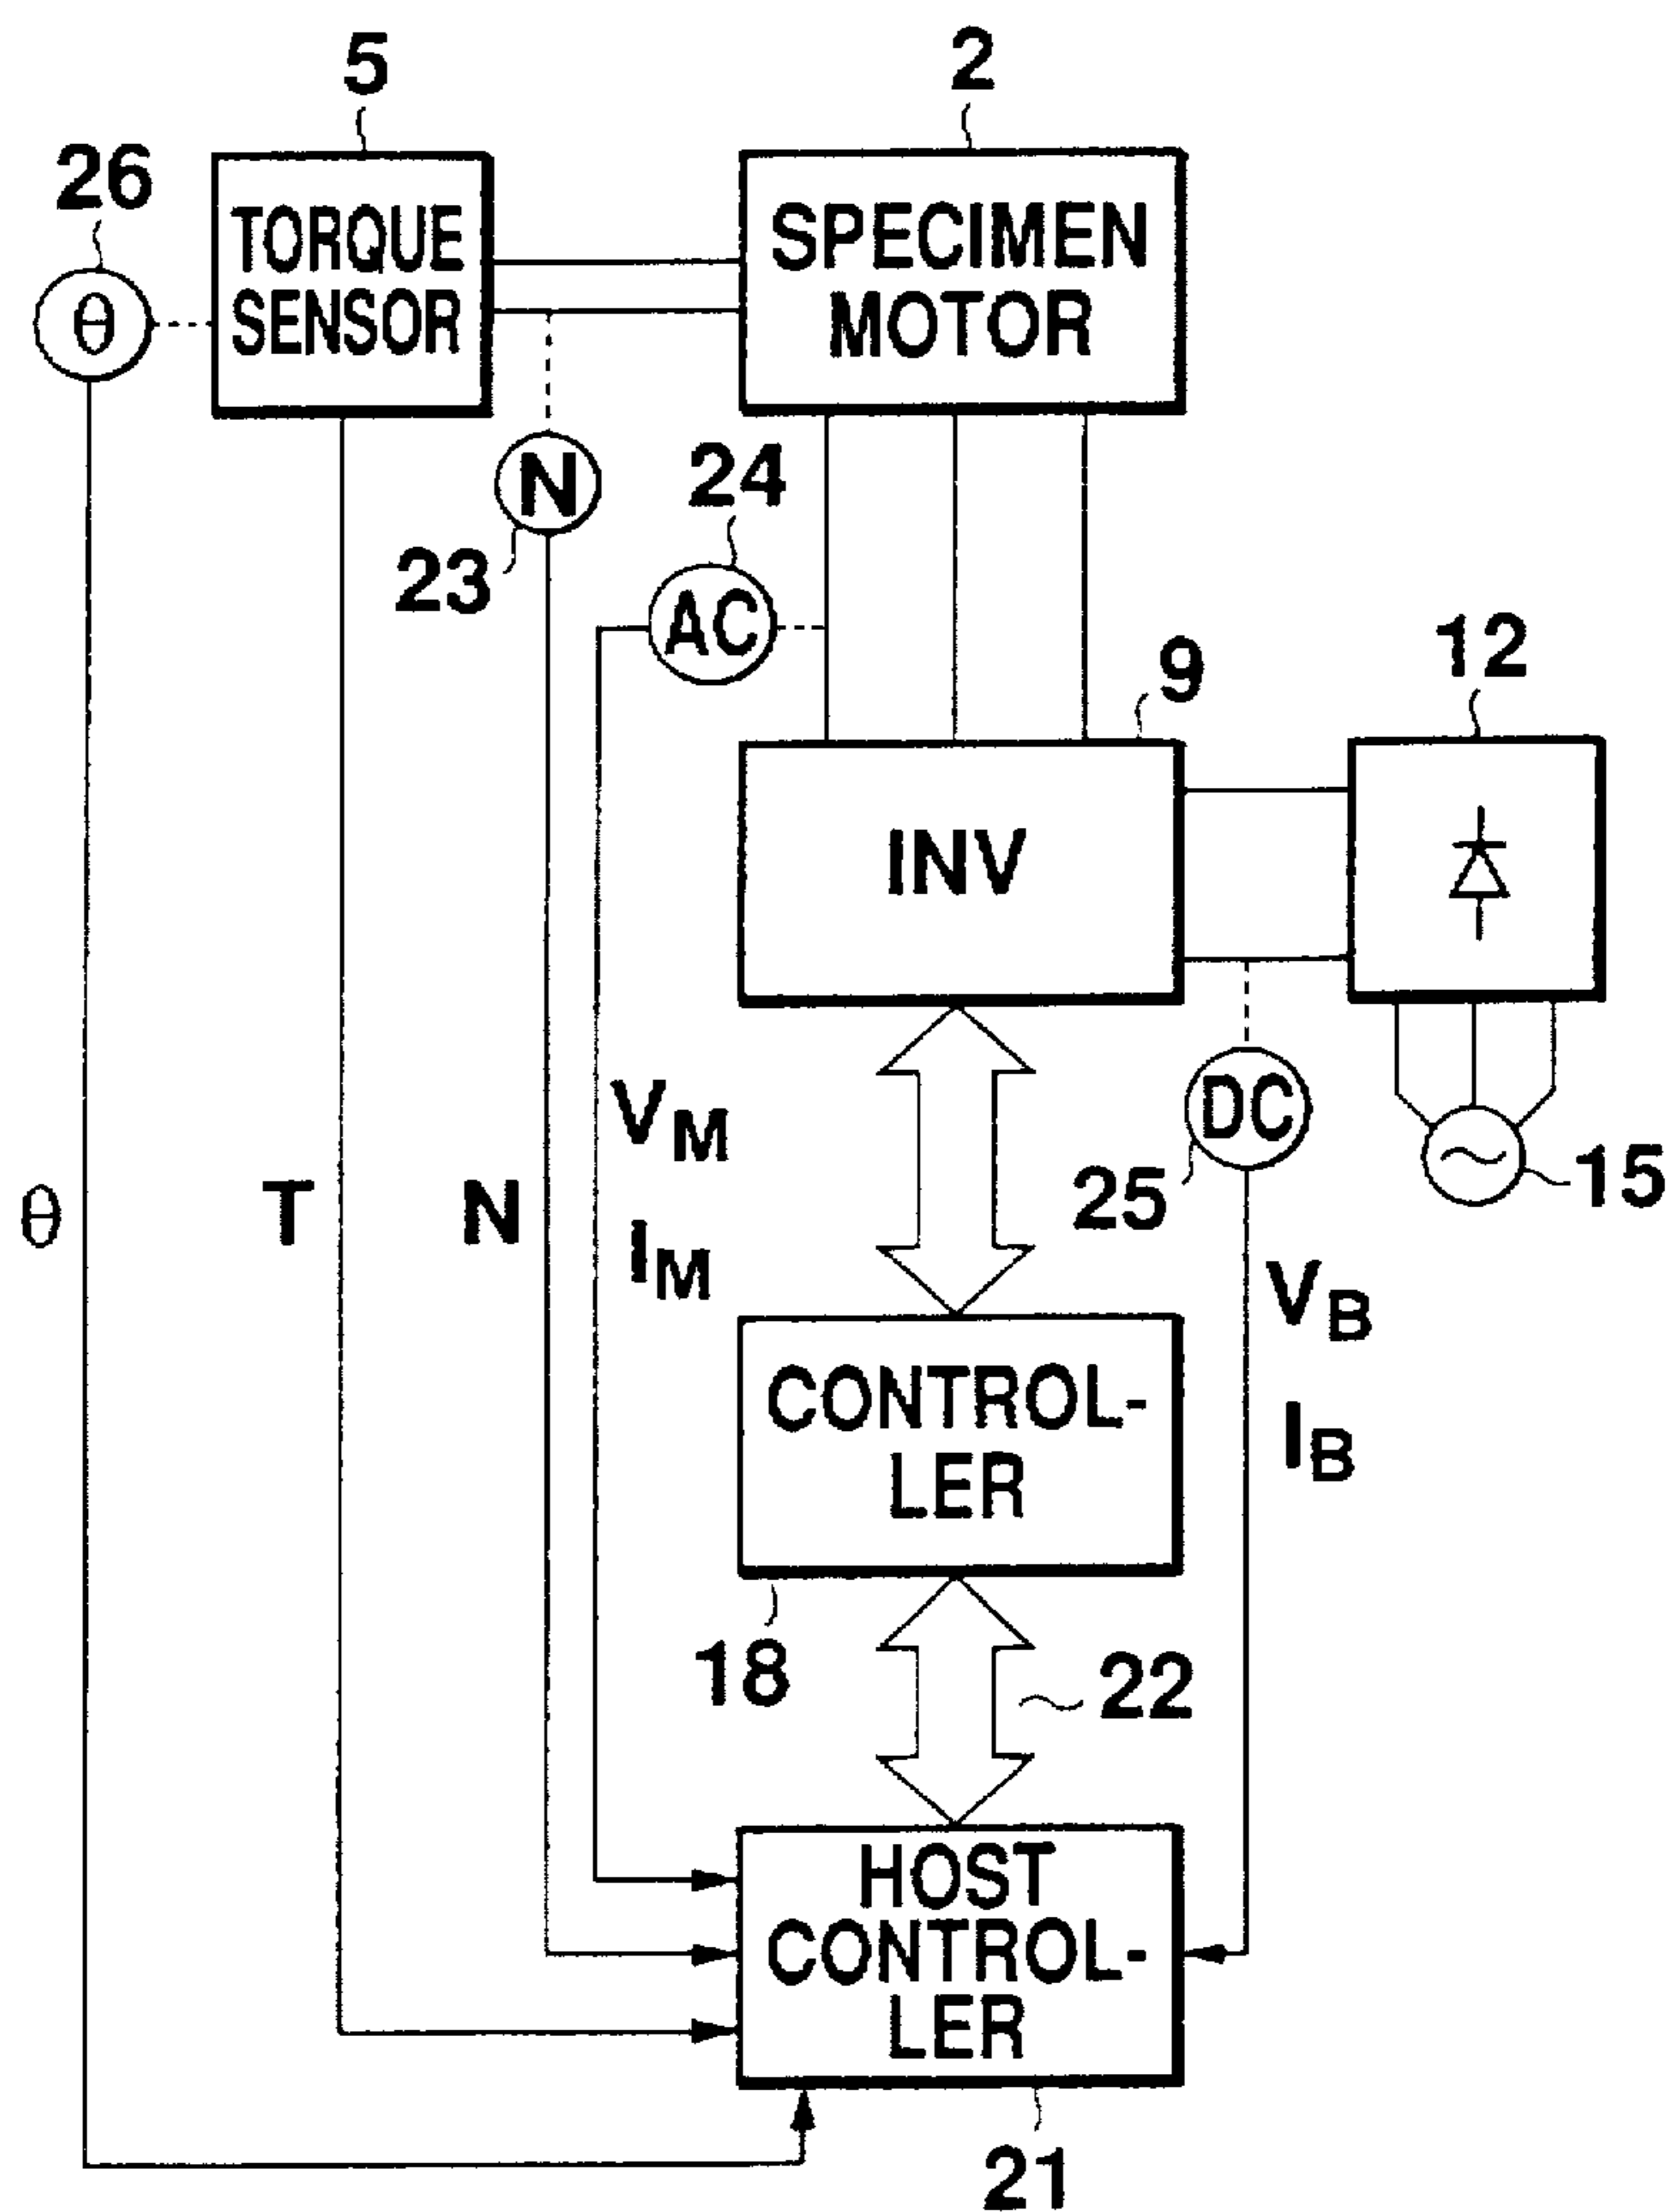 5
2
26
TORQUE
SENSOR
SPECIMEN
MOTOR
θ
N
24
23
AC
9
12
INV
DC
VM
IM
25
15
θ
T
N
VB
IB
CONTROL-
LER
18
22
HOST
CONTROL-
LER
21